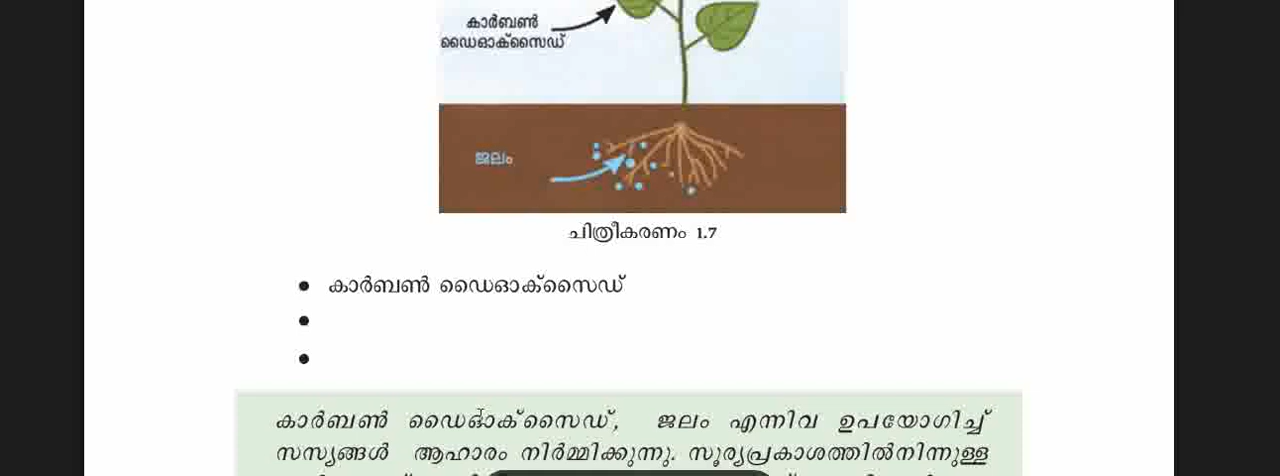 കാർബൺ
ഡൈഓക്സൈഡ്
ജലം
ചിത്രീകരണം 1.7
• കാർബൺ ഡൈഓക്സൈഡ്
•
•
കാർബൺ ഡൈഓക്സൈഡ്, ജലം എന്നിവ ഉപയോഗിച്ച്
സസ്യങ്ങൾ ആഹാരം നിർമ്മിക്കുന്നു. സൂര്യപ്രകാശത്തിൽനിന്നുള്ള